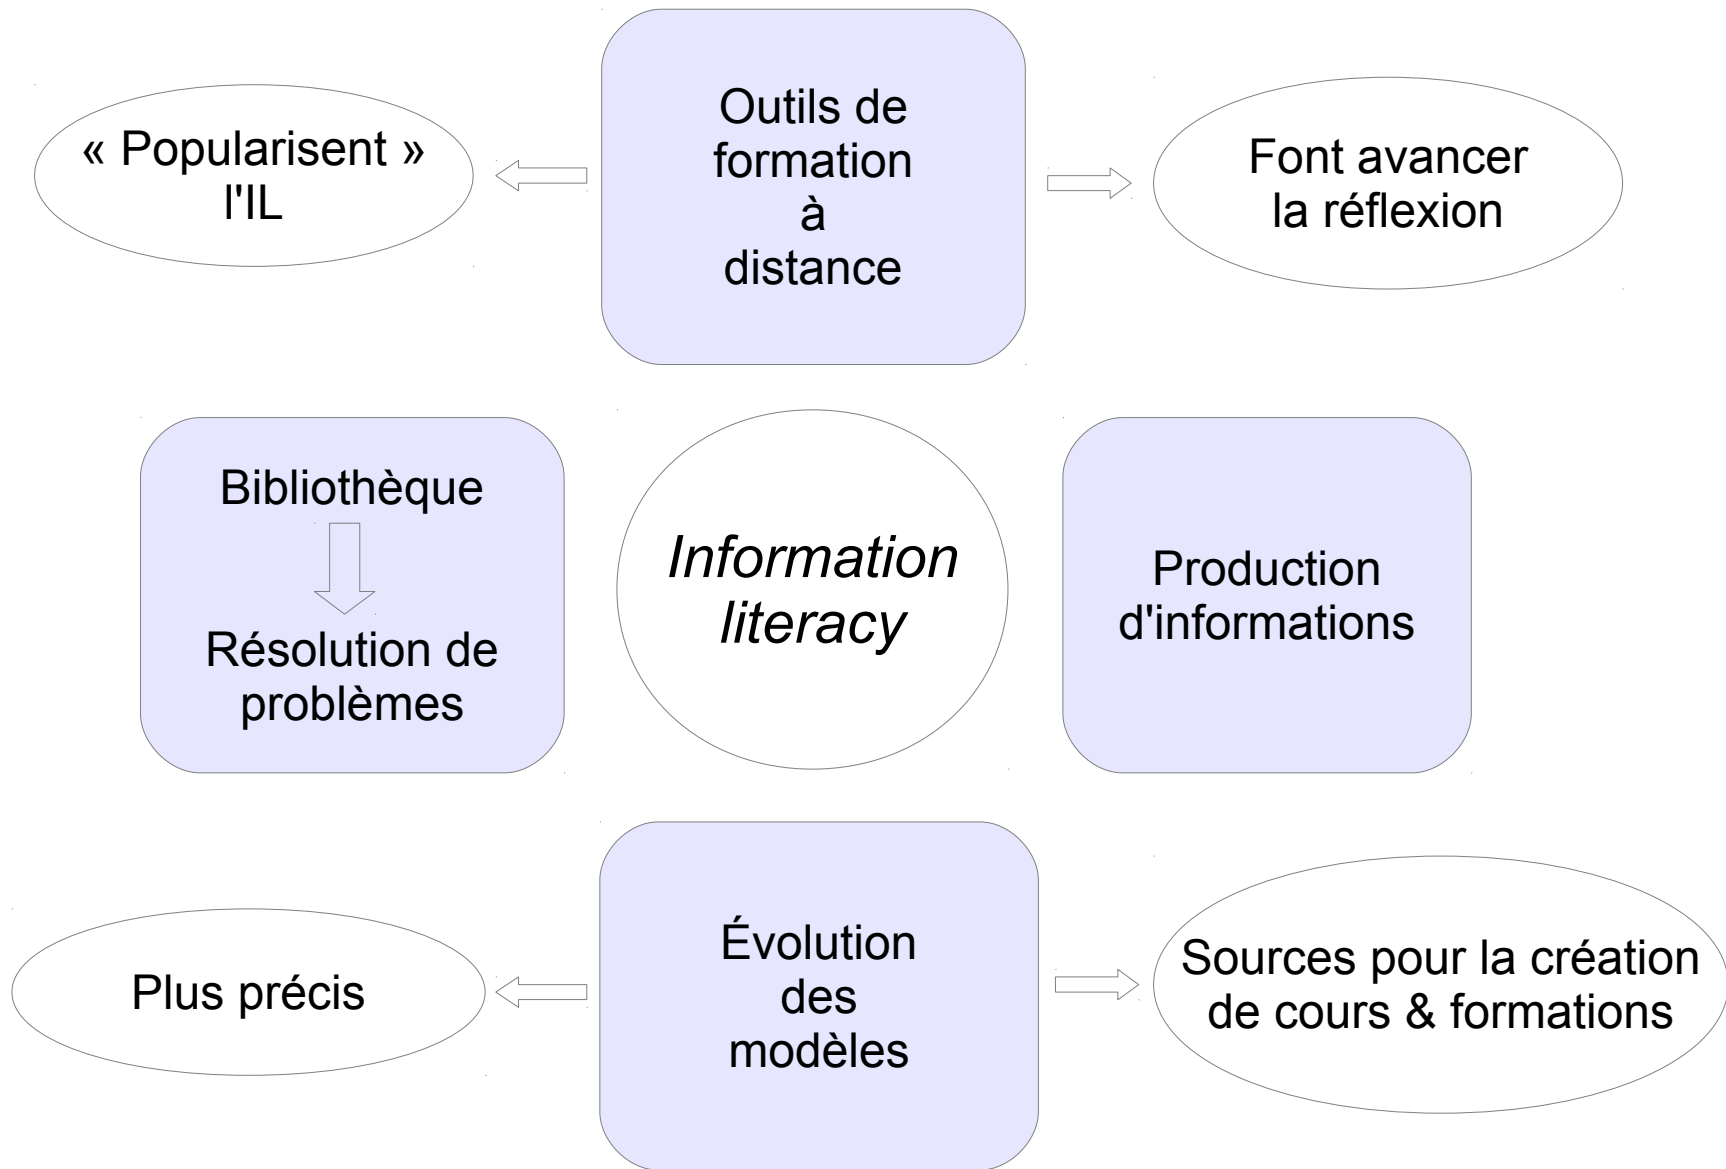 « Popularisent »
l'IL
Outils de
formation
à
distance
Font avancer
la réflexion
Bibliothèque
Résolution de
problèmes
Information
literacy
Production
d'informations
Plus précis
Évolution
des
modèles
Sources pour la création
de cours & formations